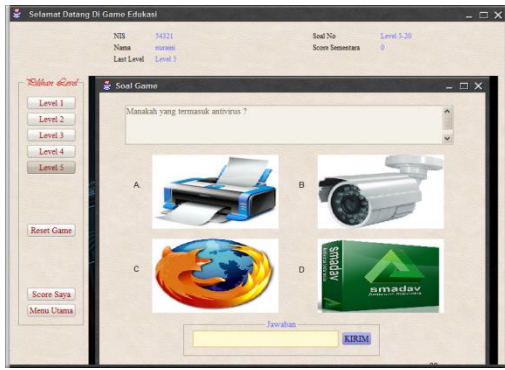 Selamat Datang Di Game Edukasi
NIS 54321 Soal No Level 5-20
Nama nuraini Score Sementara 0
Last Level Level 5
Pilihan Level
Level 1
Level 2
Level 3
Level 4
Level 5
Reset Game
Score Saya
Menu Utama
Soal Game
Manakah yang termasuk antivirus ?
A.
B
C
D
smadav
smadav
Jawaban
KIRIM